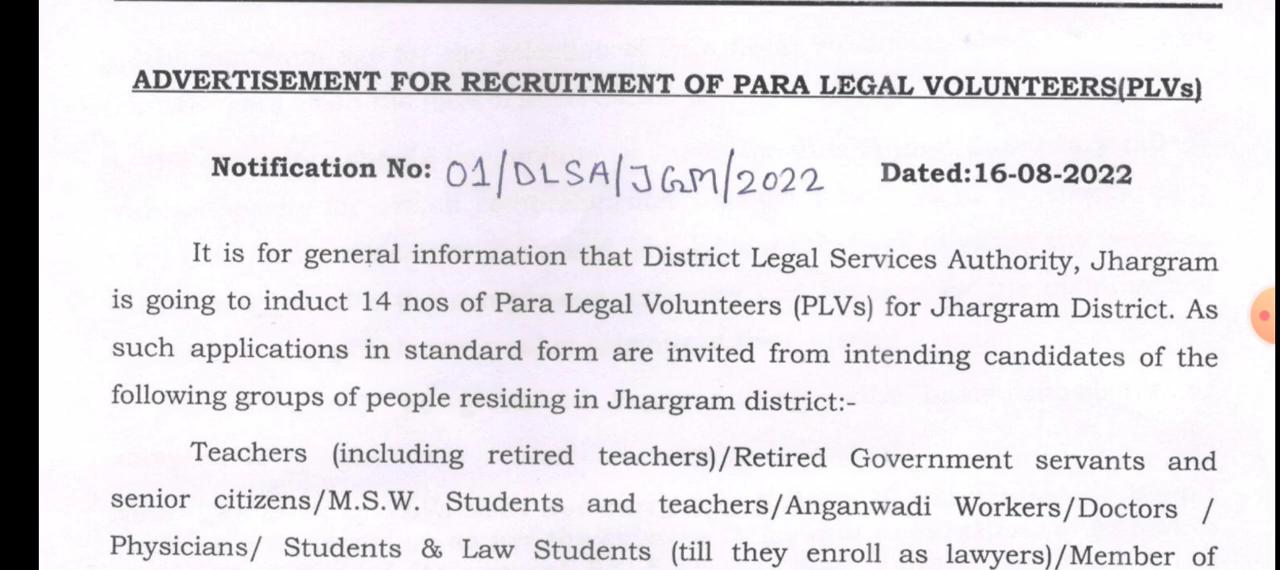 ADVERTISEMENT FOR RECRUITMENT OF PARA LEGAL VOLUNTEERS(PLVs)
Notification No: 01/DLSA/JGM/2022 Dated:16-08-2022
It is for general information that District Legal Services Authority, Jhargram
is going to induct 14 nos of Para Legal Volunteers (PLVs) for Jhargram District. As
such applications in standard form are invited from intending candidates of the
following groups of people residing in Jhargram district:-
Teachers (including retired teachers)/Retired Government servants and
senior citizens/M.S.W. Students and teachers/Anganwadi Workers/Doctors /
Physicians/ Students & Law Students (till they enroll as lawyers)/Member of